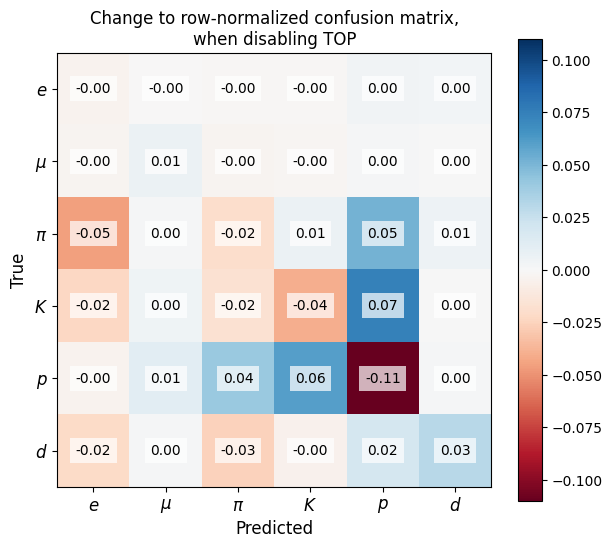 Change to row-normalized confusion matrix,
when disabling TOP
e -0.00 -0.00 -0.00 -0.00 0.00 0.00
μ -0.00 0.01 -0.00 -0.00 0.00 0.00
π -0.05 0.00 -0.02 0.01 0.05 0.01
K -0.02 0.00 -0.02 -0.04 0.07 0.00
p -0.00 0.01 0.04 0.06 -0.11 0.00
d -0.02 0.00 -0.03 -0.00 0.02 0.03
e μ π K p d
Predicted
True
0.100
0.075
0.050
0.025
0.000
−0.025
−0.050
−0.075
−0.100